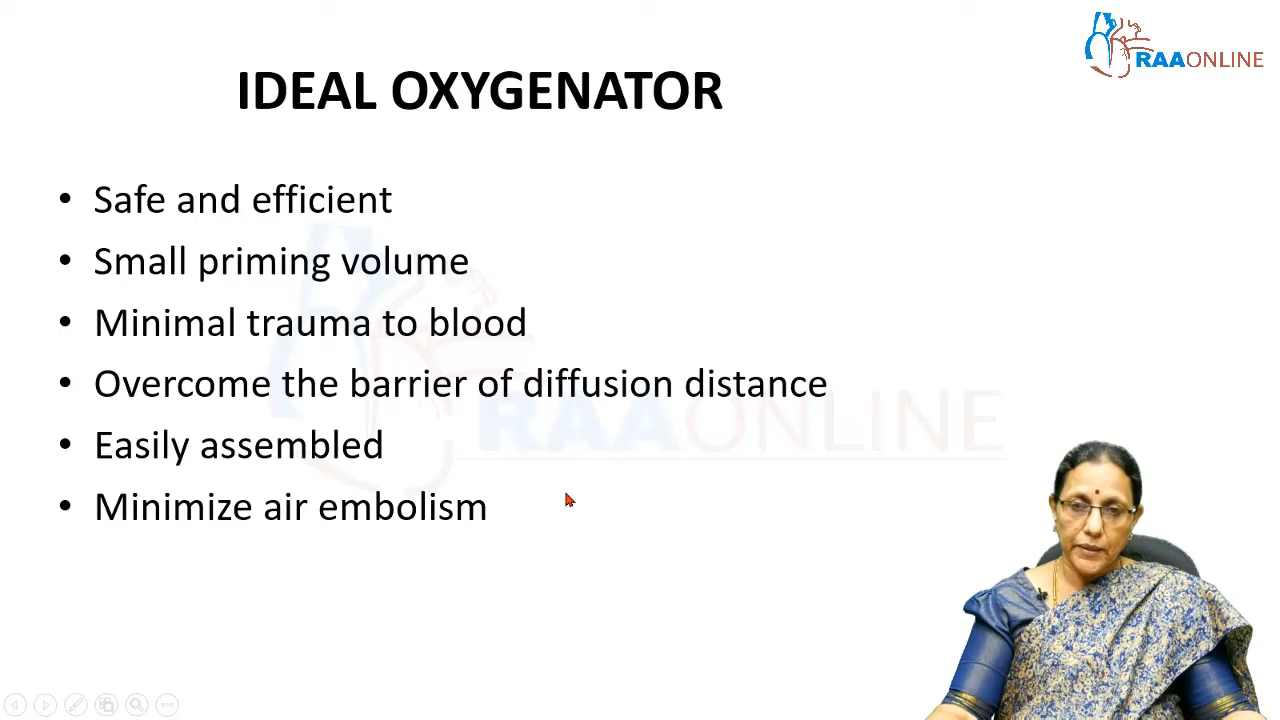 RAAONLINE
IDEAL OXYGENATOR
• Safe and efficient
• Small priming volume
• Minimal trauma to blood
• Overcome the barrier of diffusion distance
• Easily assembled
• Minimize air embolism
RAAONLINE